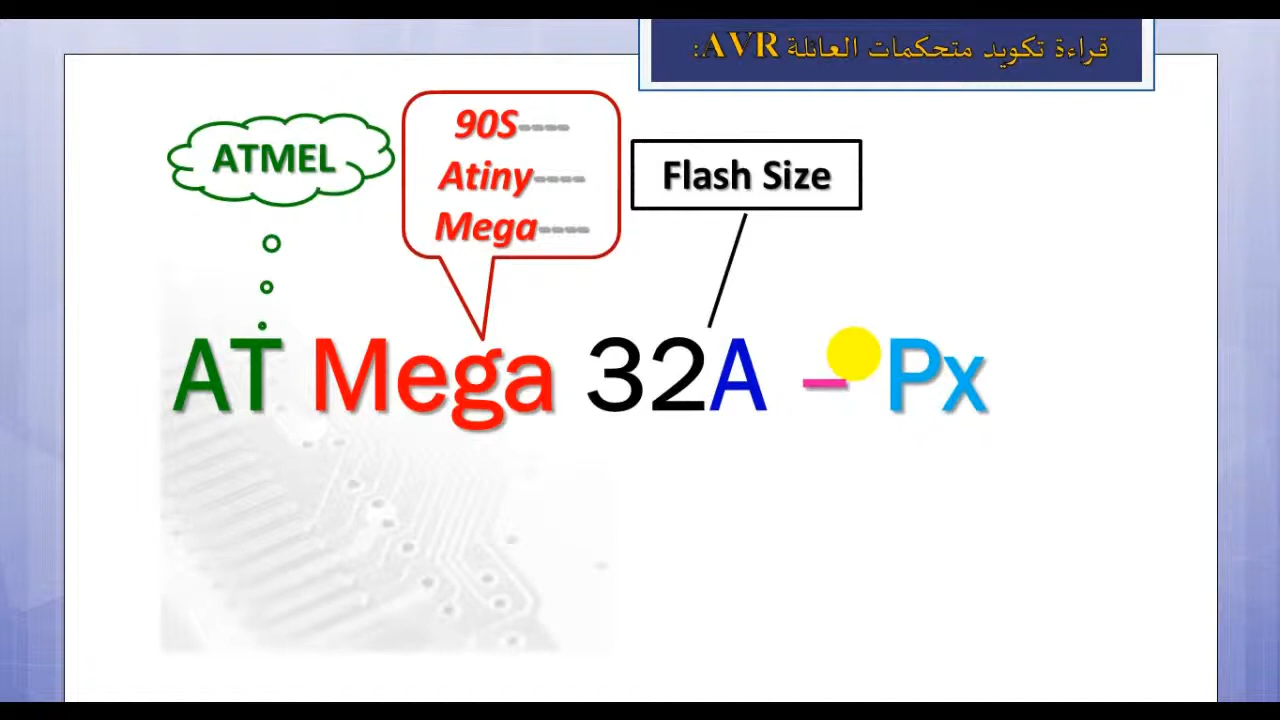 قراءة تكويد متحكمات العائلة AVR:
ATMEL
90S----
Atiny----
Mega----
Flash Size
AT Mega 32A – Px